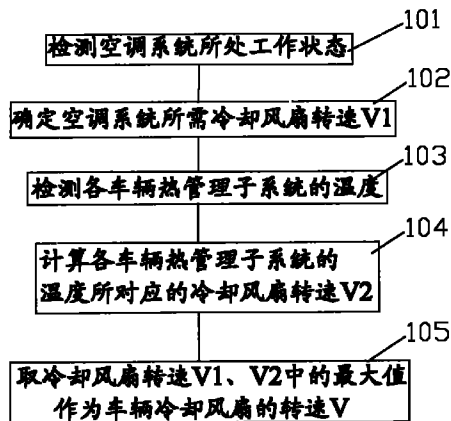 101
检测空调系统所处工作状态
102
确定空调系统所需冷却风扇转速V1
103
检测各车辆热管理子系统的温度
104
计算各车辆热管理子系统的
温度所对应的冷却风扇转速V2
105
取冷却风扇转速V1、V2中的最大值
作为车辆冷却风扇的转速V